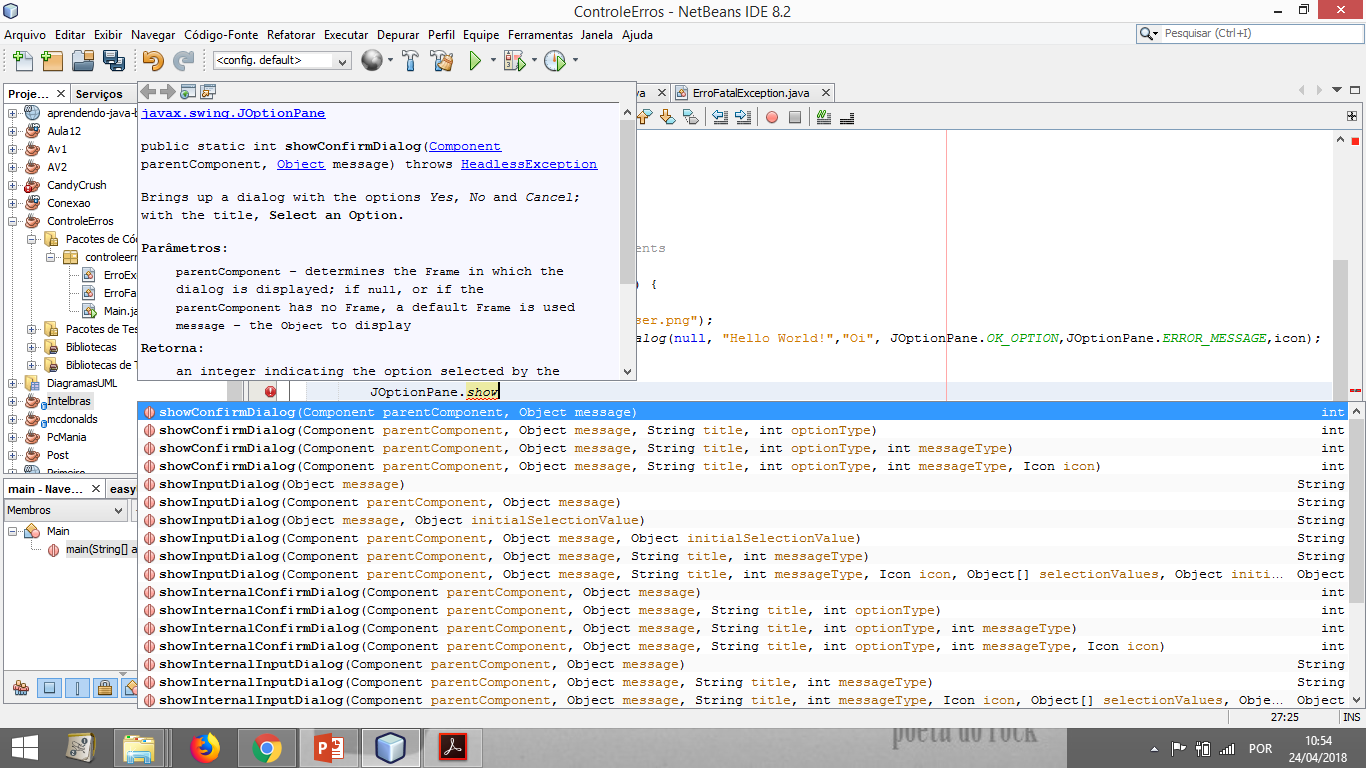 ControleErros - NetBeans IDE 8.2
Arquivo Editar Exibir Navegar Código-Fonte Refatorar Executar Depurar Perfil Equipe Ferramentas Janela Ajuda
Pesquisar (Ctrl+I)
<config. default>
Proje... Serviços
aprendendo-java-b
Aula12
Av1
AV2
CandyCrush
Conexao
ControleErros
Pacotes de Có
controleerr
ErroEx
ErroFa
Main.ja
Pacotes de Tes
Bibliotecas
Bibliotecas de T
DiagramasUML
Intelbras
mcdonalds
PcMania
Post
Primeiro
main - Nave... easy
Membros
Main
main(String[] a
javax.swing.JOptionPane
public static int showConfirmDialog(Component
parentComponent, Object message) throws HeadlessException
Brings up a dialog with the options Yes, No and Cancel;
with the title, Select an Option.
Parâmetros:
parentComponent - determines the Frame in which the
dialog is displayed; if null, or if the
parentComponent has no Frame, a default Frame is used
message - the Object to display
Retorna:
an integer indicating the option selected by the
va ErroFatalException.java
ents
) {
ser.png");
alog(null, "Hello World!","Oi", JOptionPane.OK_OPTION,JOptionPane.ERROR_MESSAGE,icon);
JOptionPane.show
showConfirmDialog(Component parentComponent, Object message) int
showConfirmDialog(Component parentComponent, Object message, String title, int optionType) int
showConfirmDialog(Component parentComponent, Object message, String title, int optionType, int messageType) int
showConfirmDialog(Component parentComponent, Object message, String title, int optionType, int messageType, Icon icon) int
showInputDialog(Object message) String
showInputDialog(Component parentComponent, Object message) String
showInputDialog(Object message, Object initialSelectionValue) String
showInputDialog(Component parentComponent, Object message, Object initialSelectionValue) String
showInputDialog(Component parentComponent, Object message, String title, int messageType) String
showInputDialog(Component parentComponent, Object message, String title, int messageType, Icon icon, Object[] selectionValues, Object initi... Object
showInternalConfirmDialog(Component parentComponent, Object message) int
showInternalConfirmDialog(Component parentComponent, Object message, String title, int optionType) int
showInternalConfirmDialog(Component parentComponent, Object message, String title, int optionType, int messageType) int
showInternalConfirmDialog(Component parentComponent, Object message, String title, int optionType, int messageType, Icon icon) int
showInternalInputDialog(Component parentComponent, Object message) String
showInternalInputDialog(Component parentComponent, Object message, String title, int messageType) String
showInternalInputDialog(Component parentComponent, Object message, String title, int messageType, Icon icon, Object[] selectionValues, Obje... Object
27:25 INS
poeta do rock
POR
10:54
24/04/2018